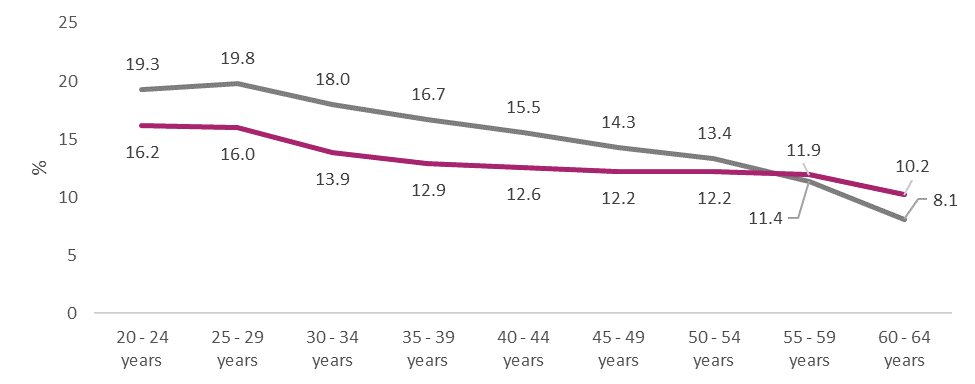 25
20
15
10
5
0
%
19.3
19.8
18.0
16.7
15.5
14.3
13.4
11.9
10.2
16.2
16.0
13.9
12.9
12.6
12.2
12.2
11.4
8.1
20 - 24
years
25 - 29
years
30 - 34
years
35 - 39
years
40 - 44
years
45 - 49
years
50 - 54
years
55 - 59
years
60 - 64
years